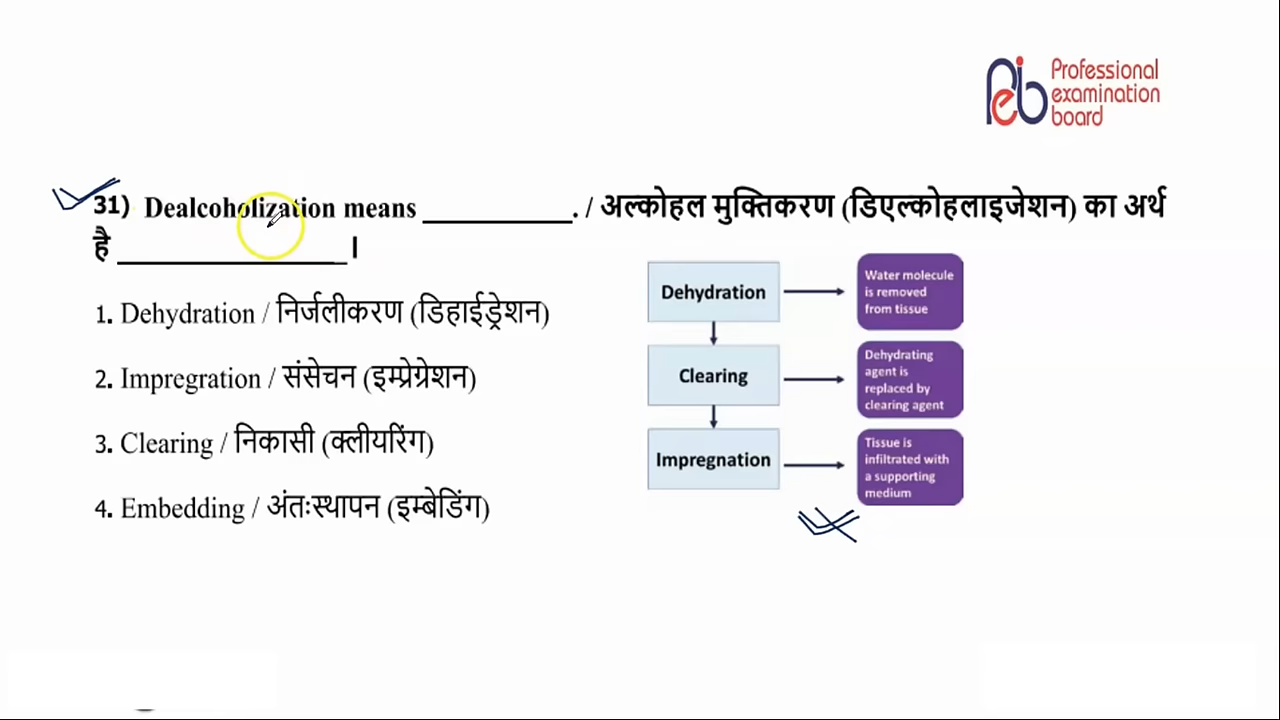 Professional
examination
board
31) Dealcoholization means ___________. / अल्कोहल मुक्तिकरण (डिएल्कोहलाइजेशन) का अर्थ
है ________________ ।
1. Dehydration / निर्जलीकरण (डिहाईड्रेशन)
2. Impregration / संसेचन (इम्प्रेग्रेशन)
3. Clearing / निकासी (क्लीयरिंग)
4. Embedding / अंतःस्थापन (इम्बेडिंग)
Dehydration
Water molecule
is removed
from tissue
Clearing
Dehydrating
agent is
replaced by
clearing agent
Impregnation
Tissue is
infiltrated with
a supporting
medium